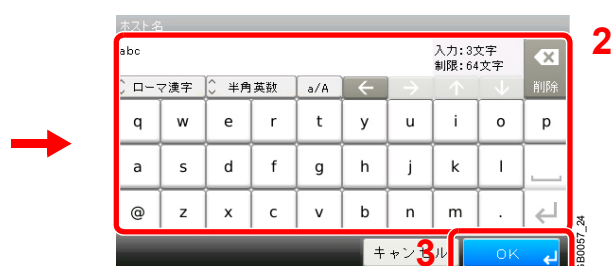 ホスト名
abc
入力:3文字
制限:64文字
2
ローマ漢字 半角英数 a/A ← → ↑ ↓ 削除
q w e r t y u i o p
a s d f g h j k l
@ z x c v b n m .
キャンセル 3 OK
GB0057_24